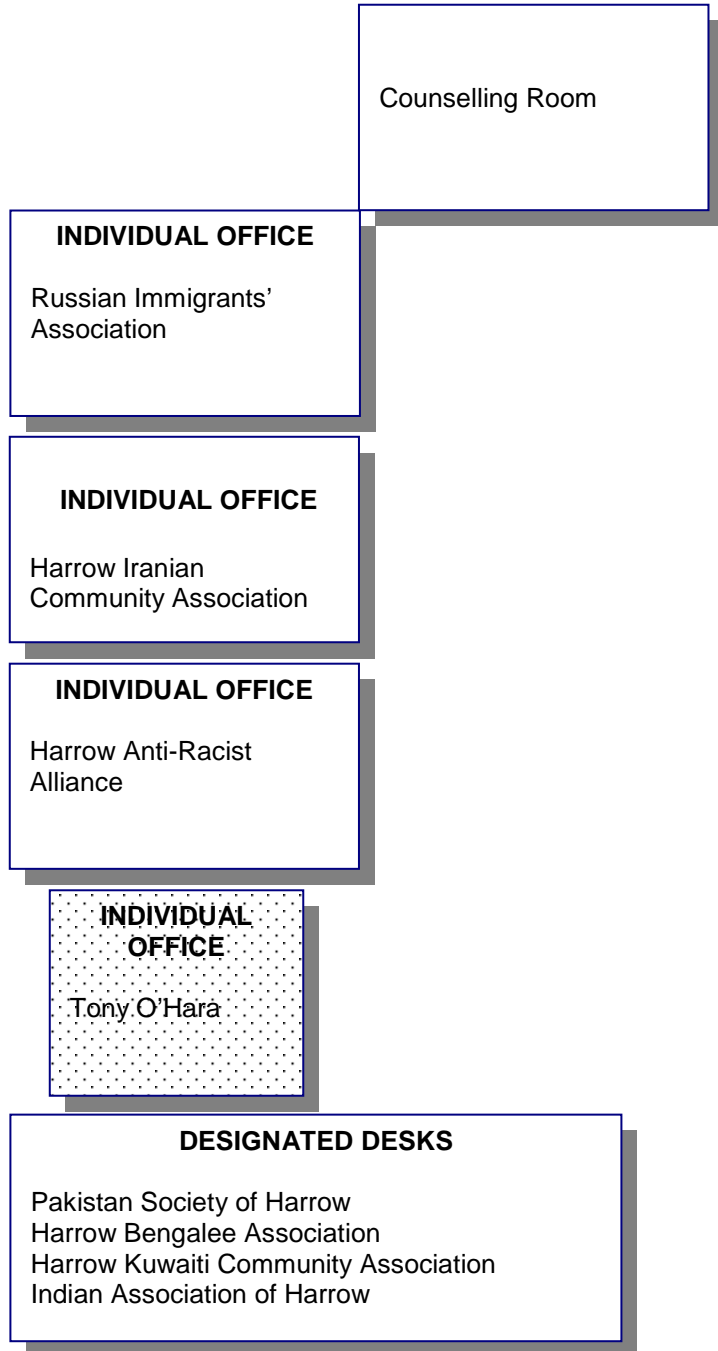 Counselling Room
INDIVIDUAL OFFICE
Russian Immigrants’
Association
INDIVIDUAL OFFICE
Harrow Iranian
Community Association
INDIVIDUAL OFFICE
Harrow Anti-Racist
Alliance
INDIVIDUAL
OFFICE
Tony O’Hara
DESIGNATED DESKS
Pakistan Society of Harrow
Harrow Bengalee Association
Harrow Kuwaiti Community Association
Indian Association of Harrow